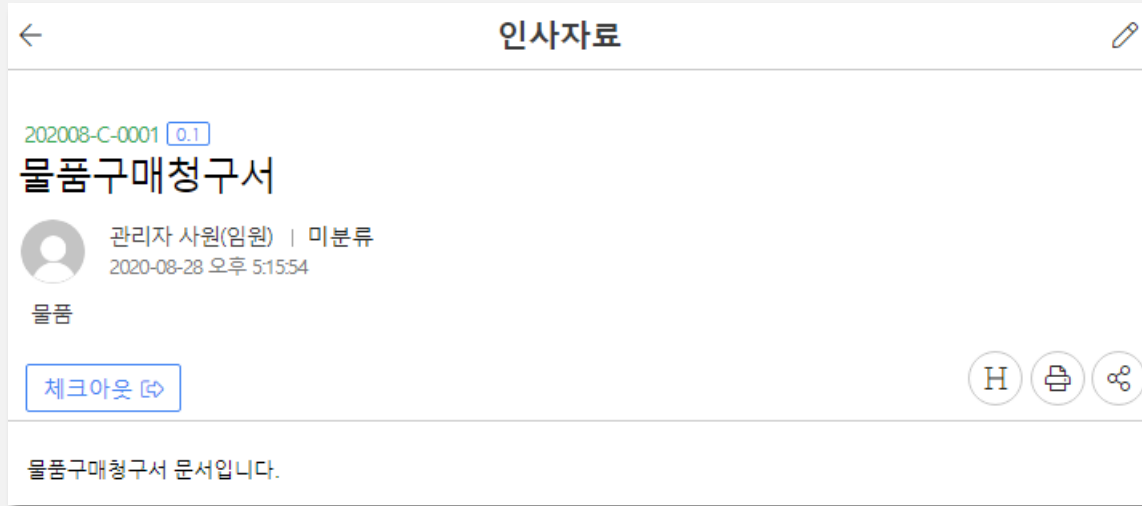 인사자료
202008-C-0001 0.1
물품구매청구서
관리자 사원(임원) | 미분류
2020-08-28 오후 5:15:54
물품
체크아웃
H
물품구매청구서 문서입니다.